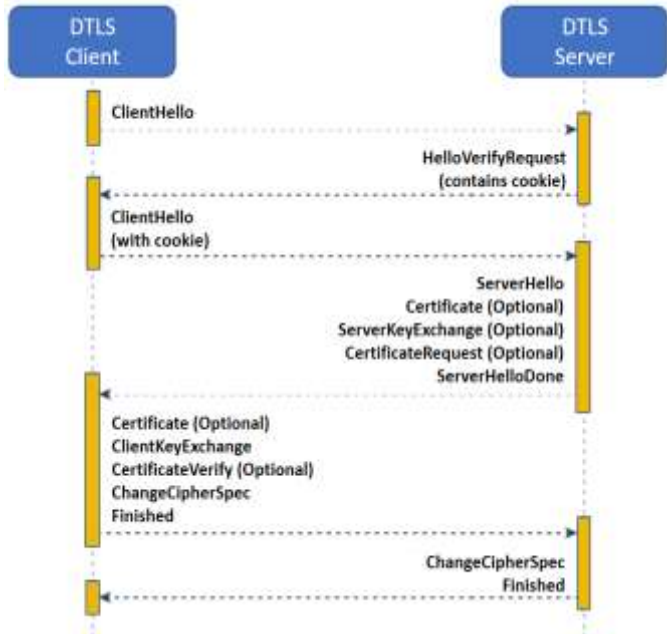 DTLS
Client
DTLS
Server
ClientHello
HelloVerifyRequest
(contains cookie)
ClientHello
(with cookie)
ServerHello
Certificate (Optional)
ServerKeyExchange (Optional)
CertificateRequest (Optional)
ServerHelloDone
Certificate (Optional)
ClientKeyExchange
CertificateVerify (Optional)
ChangeCipherSpec
Finished
ChangeCipherSpec
Finished